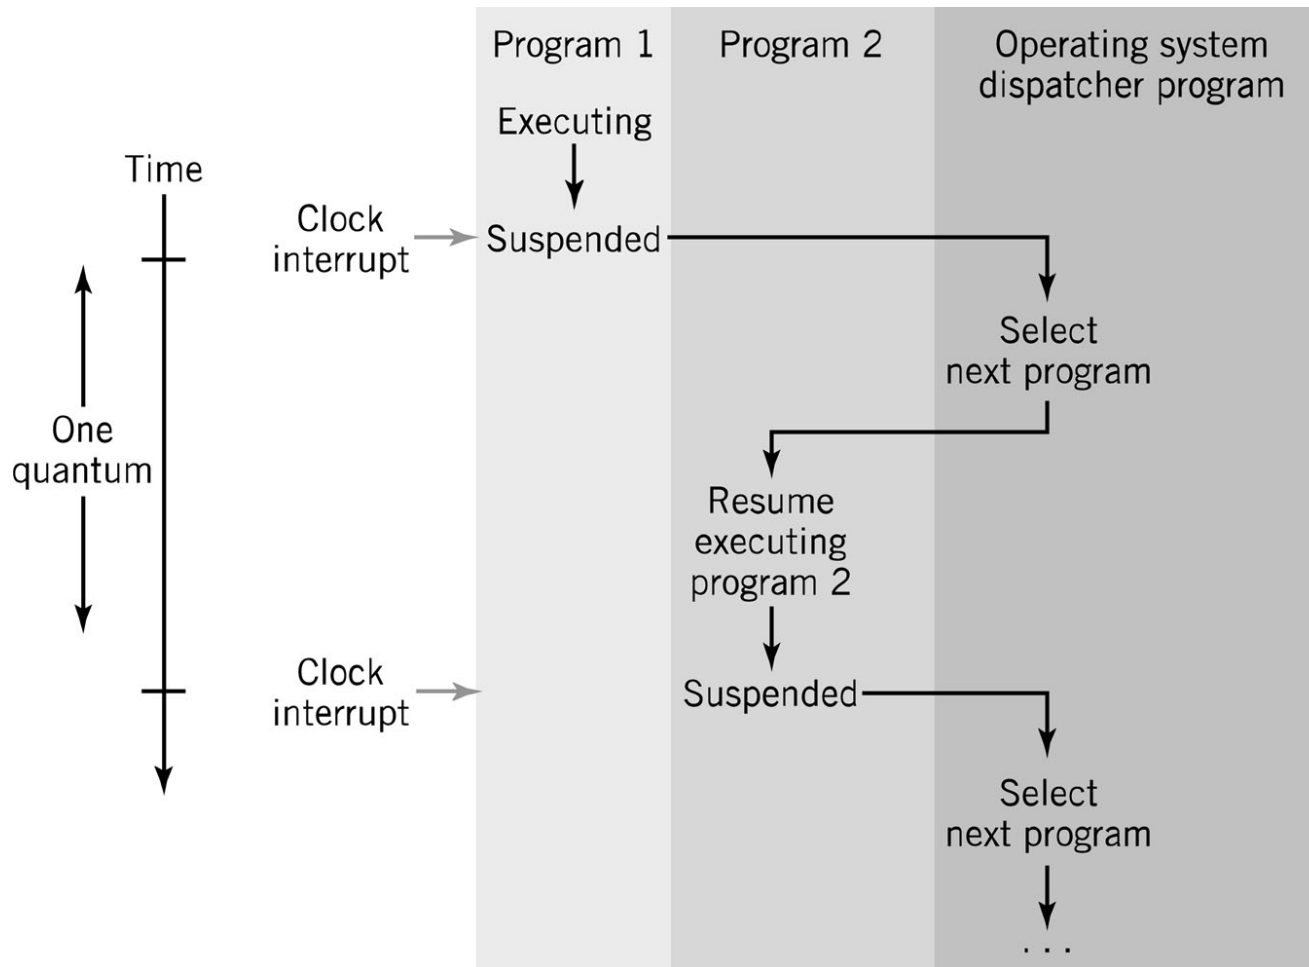 Program 1
Program 2
Operating system
dispatcher program
Executing
Time
Clock
interrupt
Suspended
Select
next program
One
quantum
Resume
executing
program 2
Clock
interrupt
Suspended
Select
next program
. . .